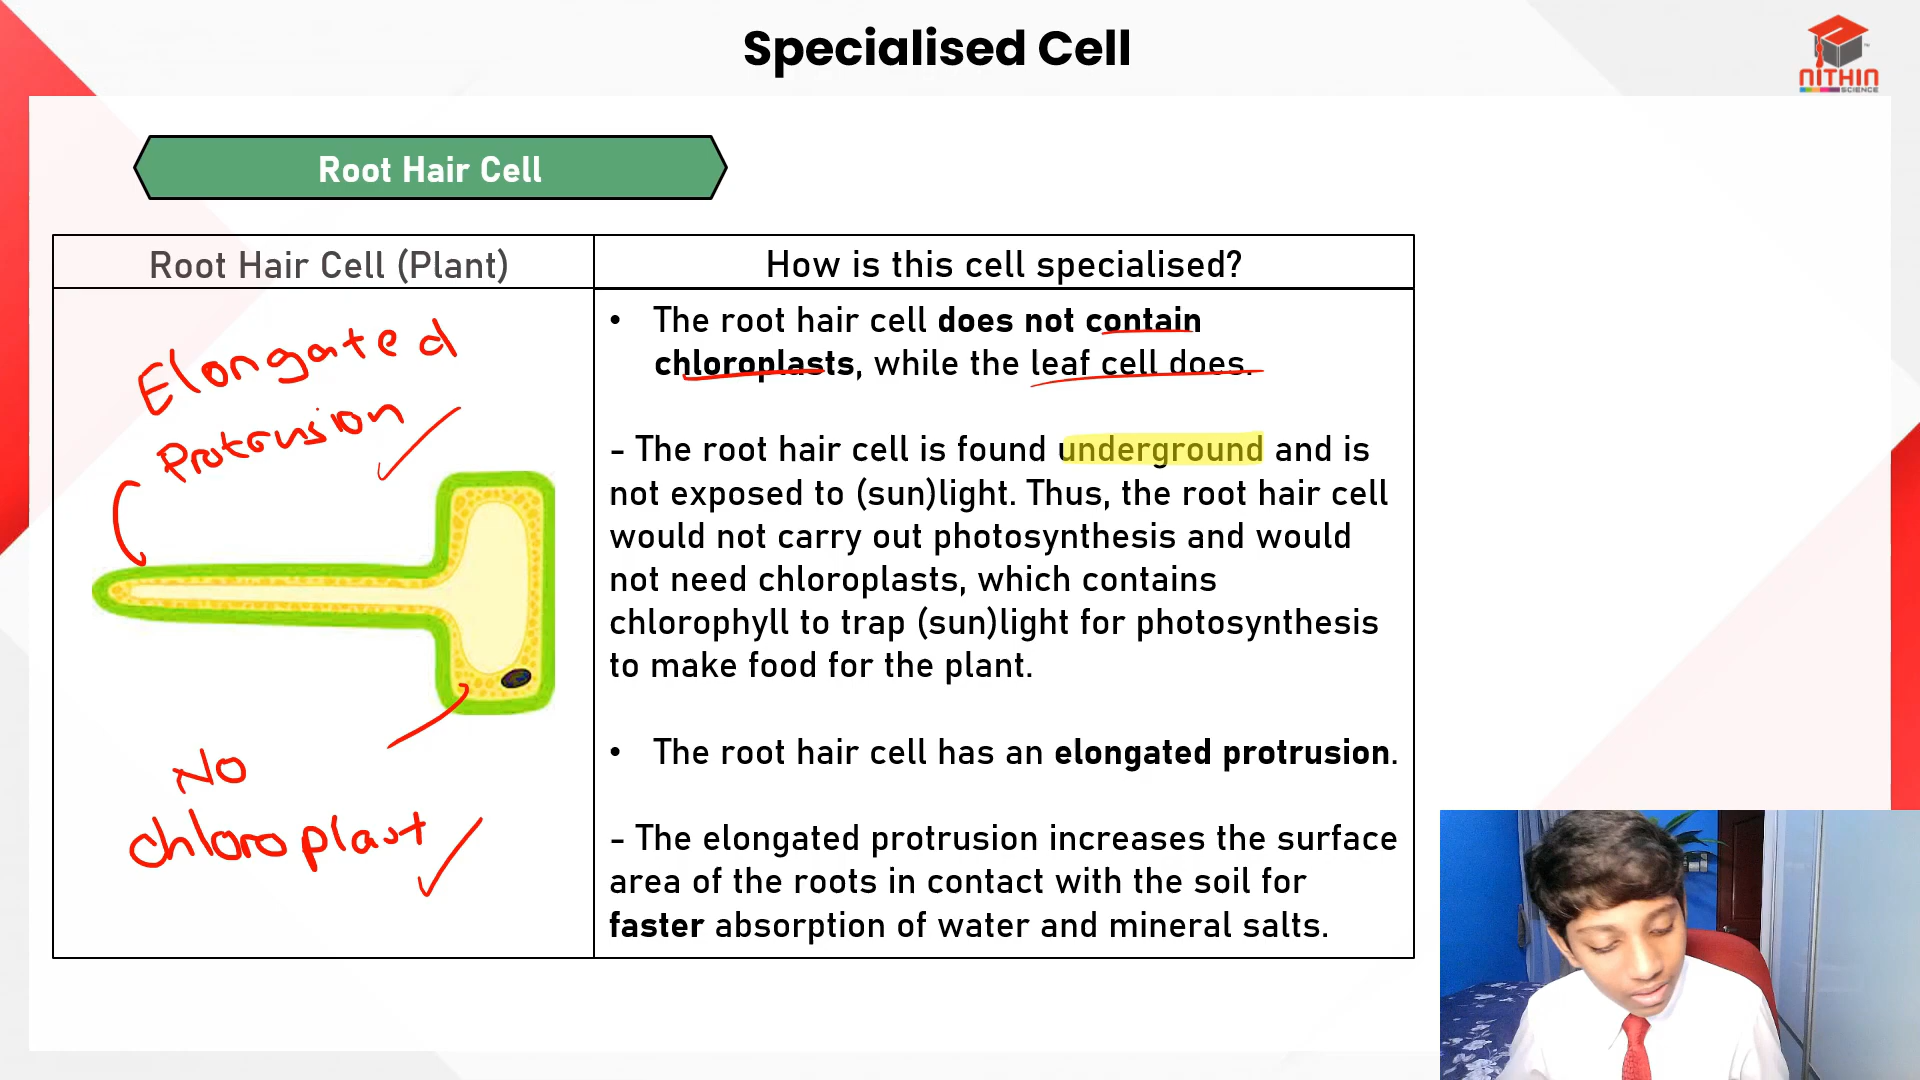 Specialised Cell
NITHIN
SCIENCE
Root Hair Cell
Root Hair Cell (Plant)
Elongated
Protrusion
No
chloroplast
How is this cell specialised?
• The root hair cell does not contain
chloroplasts, while the leaf cell does.
- The root hair cell is found underground and is
not exposed to (sun)light. Thus, the root hair cell
would not carry out photosynthesis and would
not need chloroplasts, which contains
chlorophyll to trap (sun)light for photosynthesis
to make food for the plant.
• The root hair cell has an elongated protrusion.
- The elongated protrusion increases the surface
area of the roots in contact with the soil for
faster absorption of water and mineral salts.